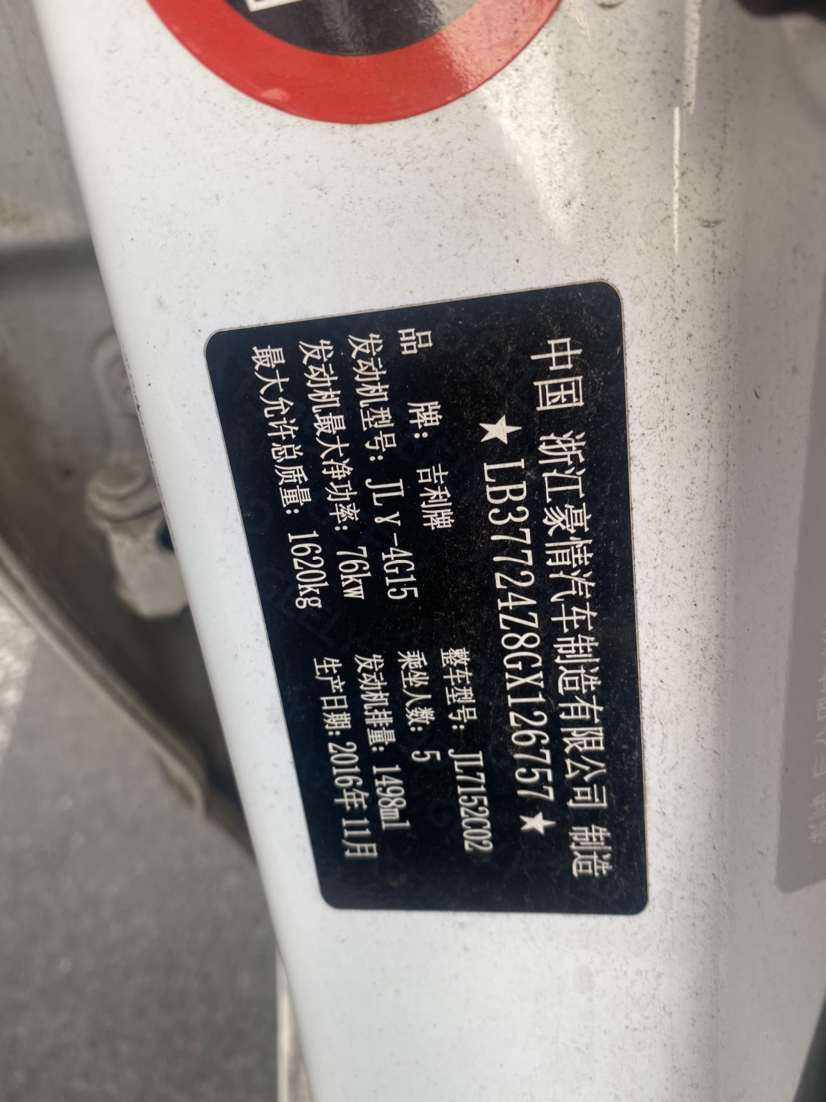 中国 浙江豪情汽车制造有限公司 制造
★LB37724Z8GX126757★
品 牌：吉利牌 整车型号：JL7152C02
发动机型号：JLγ-4G15 乘坐人数：5
发动机最大净功率：76kw 发动机排量：1498ml
最大允许总质量：1620kg 生产日期：2016年11月